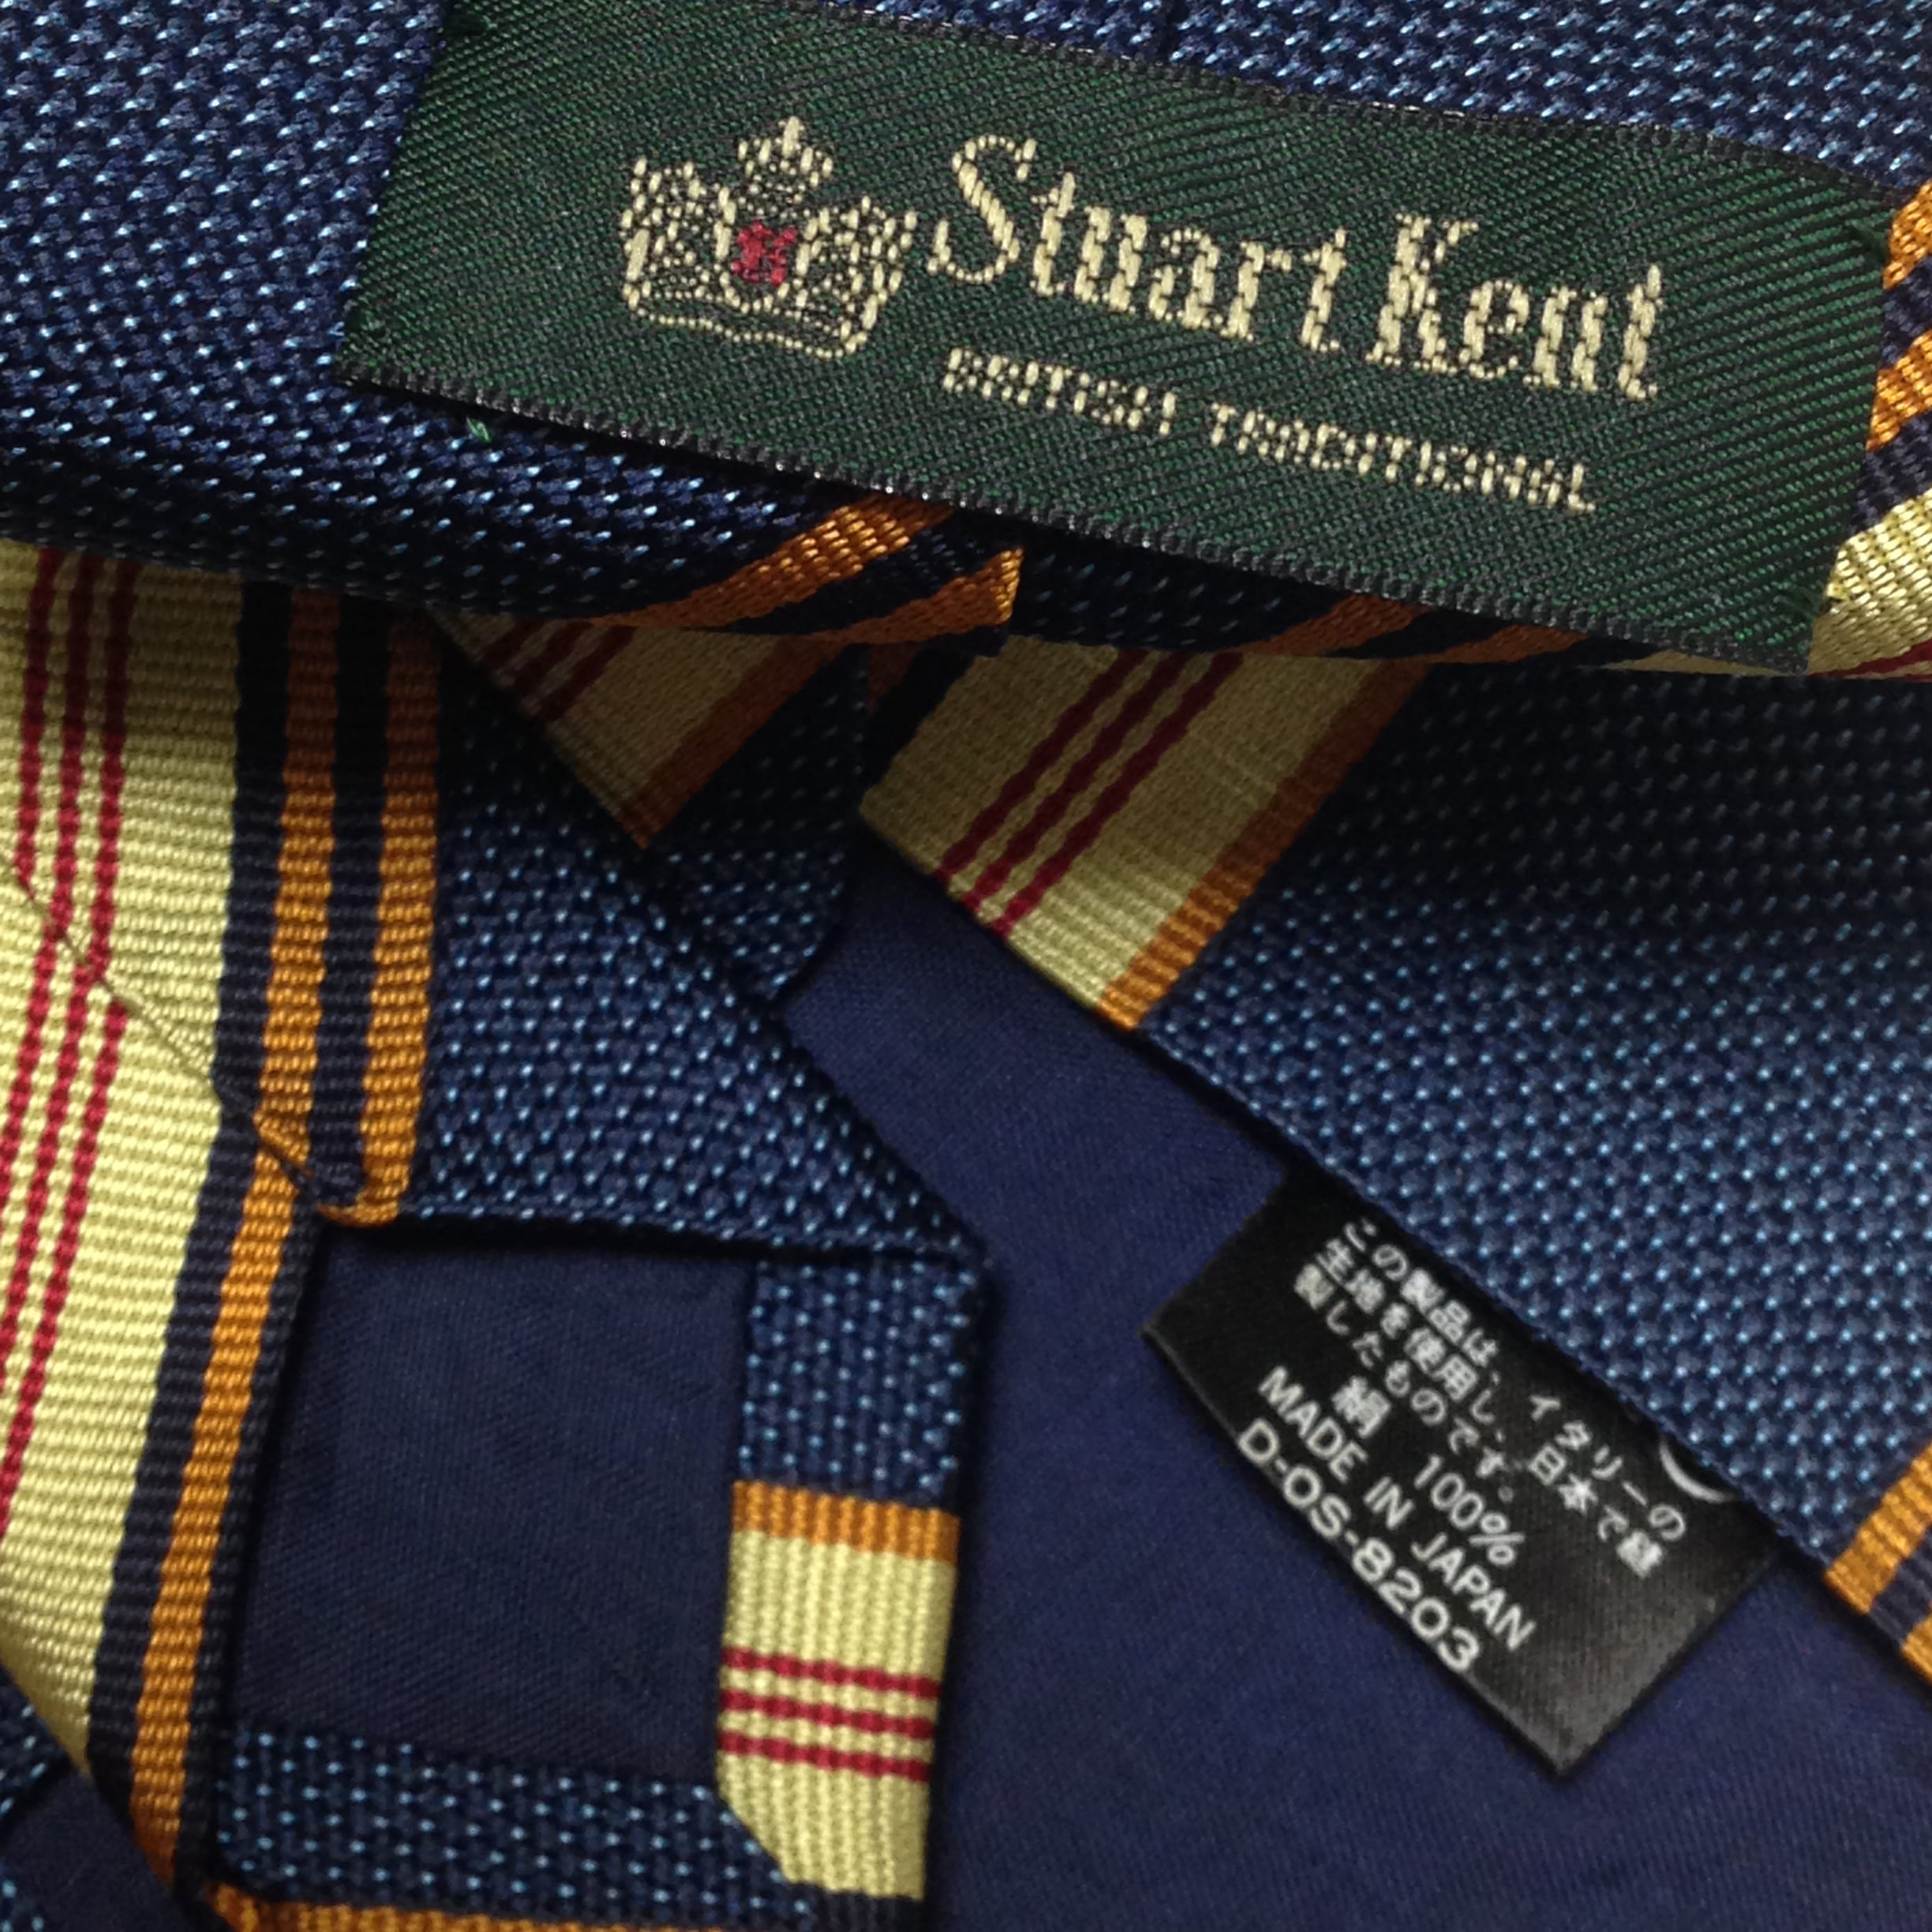 Stuart Kent
BRITISH TRADITIONAL
この製品は、イタリーの
生地を使用し、日本で縫
製したものです。
絹 100%
MADE IN JAPAN
D-OS-8203